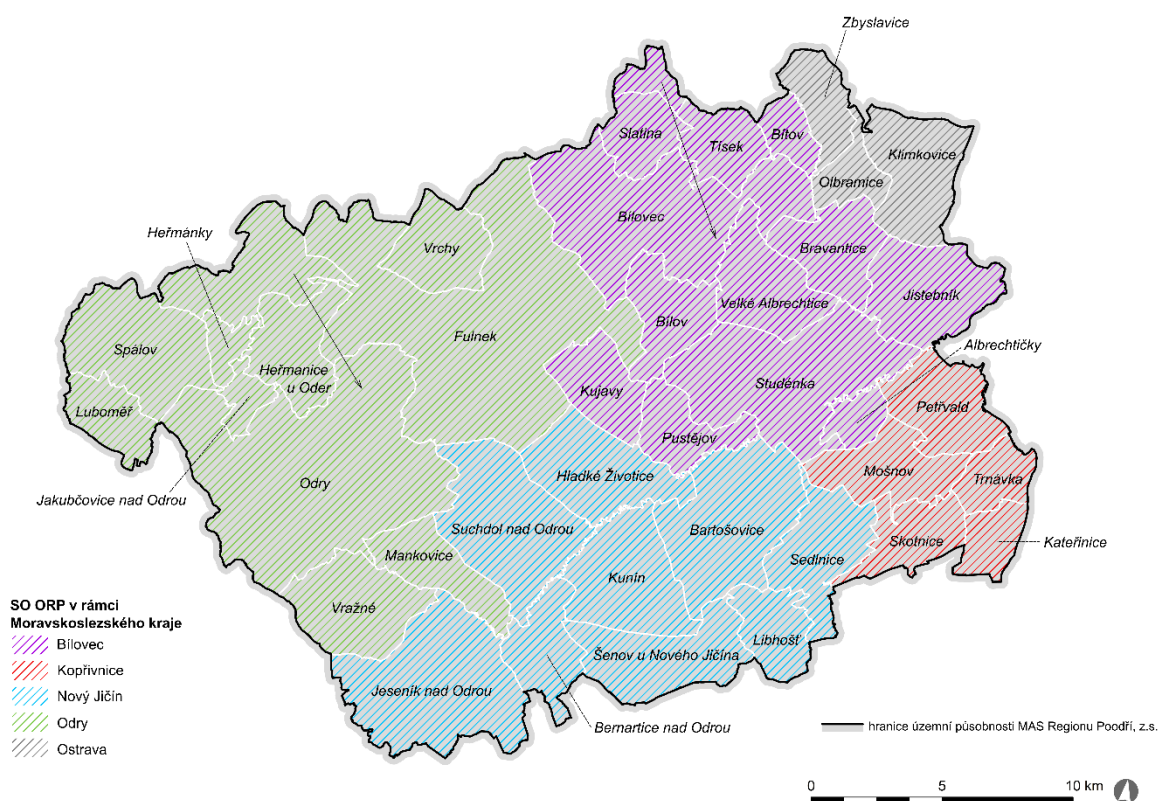 Zbyslavice
Slatina
Tísek
Bítov
Klimkovice
Olbramice
Bílovec
Heřmánky
Vrchy
Bravantice
Jistebník
Velké Albrechtice
Bílov
Fulnek
Spálov
Albrechtičky
Heřmanice
u Oder
Kujavy
Studénka
Luboměř
Petřvald
Pustějov
Mošnov
Trnávka
Hladké Životice
Odry
Jakubčovice nad Odrou
Suchdol nad Odrou
Bartošovice
Skotnice
Kateřinice
Mankovice
Sedlnice
Kunín
Vražné
Libhošť
Šenov u Nového Jičína
Jeseník nad Odrou
Bernartice nad Odrou
SO ORP v rámci
Moravskoslezského kraje
Bílovec
Kopřivnice
Nový Jičín
Odry
Ostrava
hranice územní působnosti MAS Regionu Poodří, z.s.
0 5 10 km